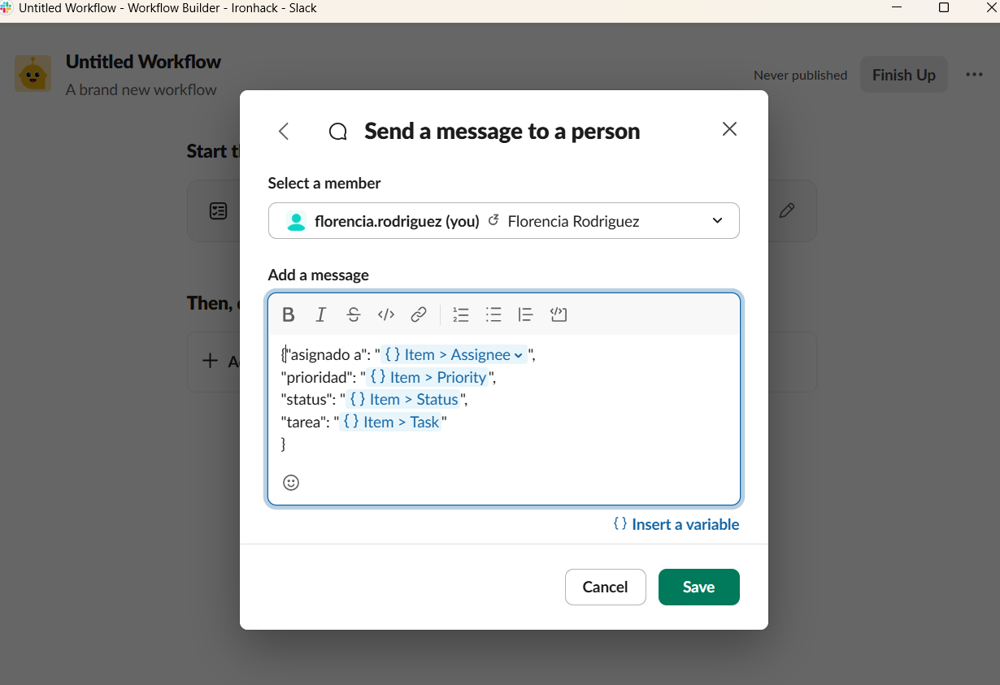 Untitled Workflow - Workflow Builder - Ironhack - Slack
Untitled Workflow
A brand new workflow
Never published
Finish Up
Send a message to a person
Start t
Select a member
florencia.rodriguez (you) Florencia Rodriguez
Add a message
Then,
{"asignado a": "{} Item > Assignee",
"prioridad": "{} Item > Priority",
"status": "{} Item > Status",
"tarea": "{} Item > Task"
}
{} Insert a variable
Cancel
Save